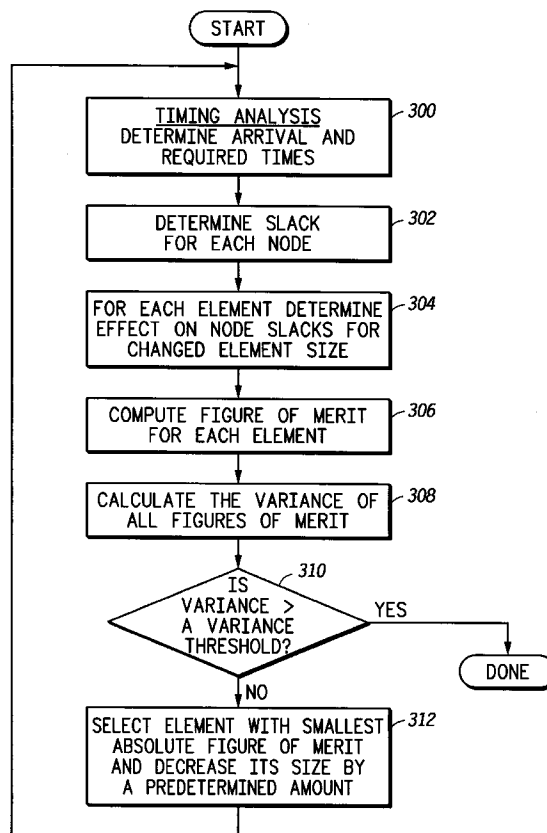 START
TIMING ANALYSIS
DETERMINE ARRIVAL AND
REQUIRED TIMES
300
DETERMINE SLACK
FOR EACH NODE
302
FOR EACH ELEMENT DETERMINE
EFFECT ON NODE SLACKS FOR
CHANGED ELEMENT SIZE
304
COMPUTE FIGURE OF MERIT
FOR EACH ELEMENT
306
CALCULATE THE VARIANCE OF
ALL FIGURES OF MERIT
308
IS
VARIANCE >
A VARIANCE
THRESHOLD?
310
YES
DONE
NO
SELECT ELEMENT WITH SMALLEST
ABSOLUTE FIGURE OF MERIT
AND DECREASE ITS SIZE BY
A PREDETERMINED AMOUNT
312